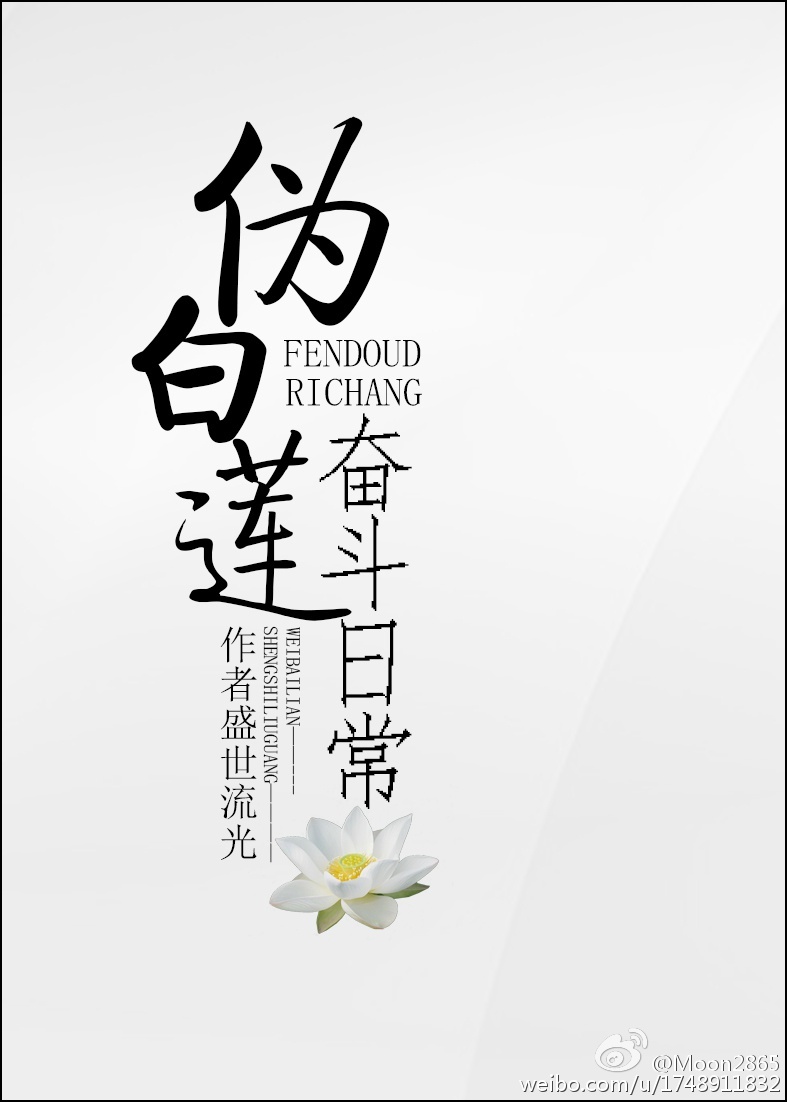 伪白莲
FENDOUD
RICHANG
奋斗日常
WEIBAILIAN
SHENGSHILIUGUANG
作者盛世流光
@Moon2865
weibo.com/u/1748911832